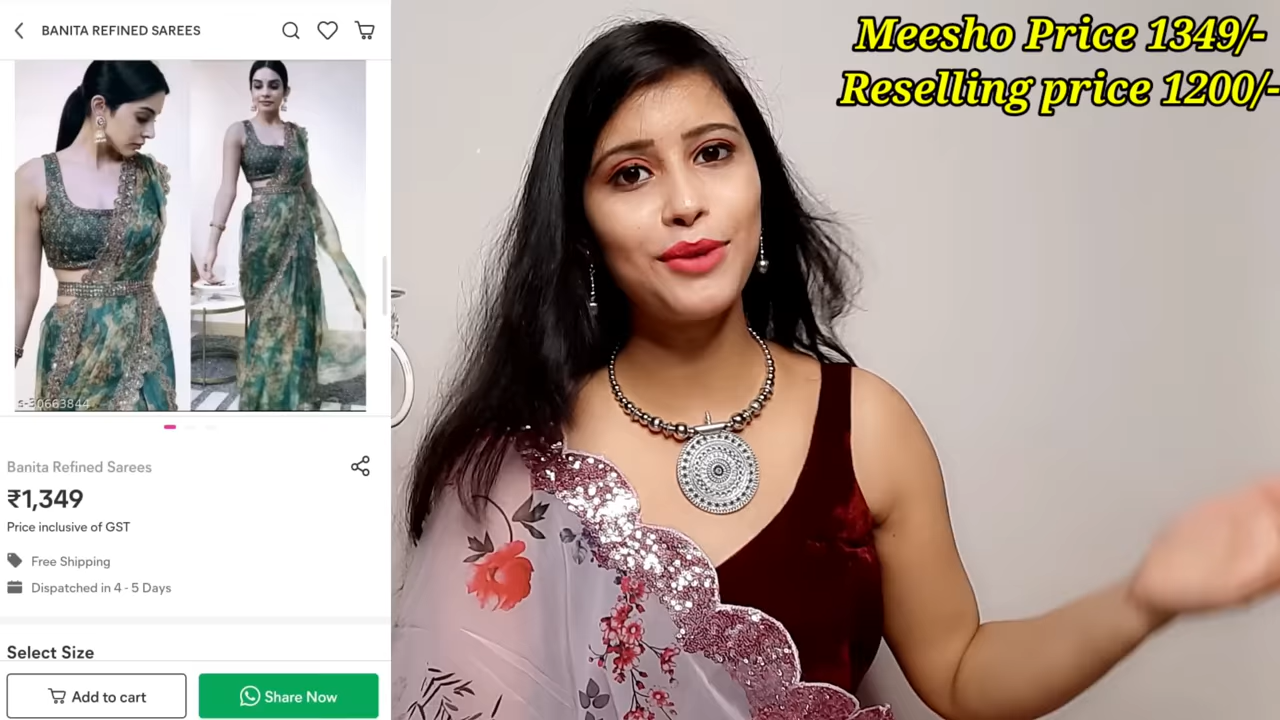 BANITA REFINED SAREES
S-30663844
Banita Refined Sarees
₹1,349
Price inclusive of GST
Free Shipping
Dispatched in 4 - 5 Days
Select Size
Add to cart
Share Now
Meesho Price 1349/-
Reselling price 1200/-